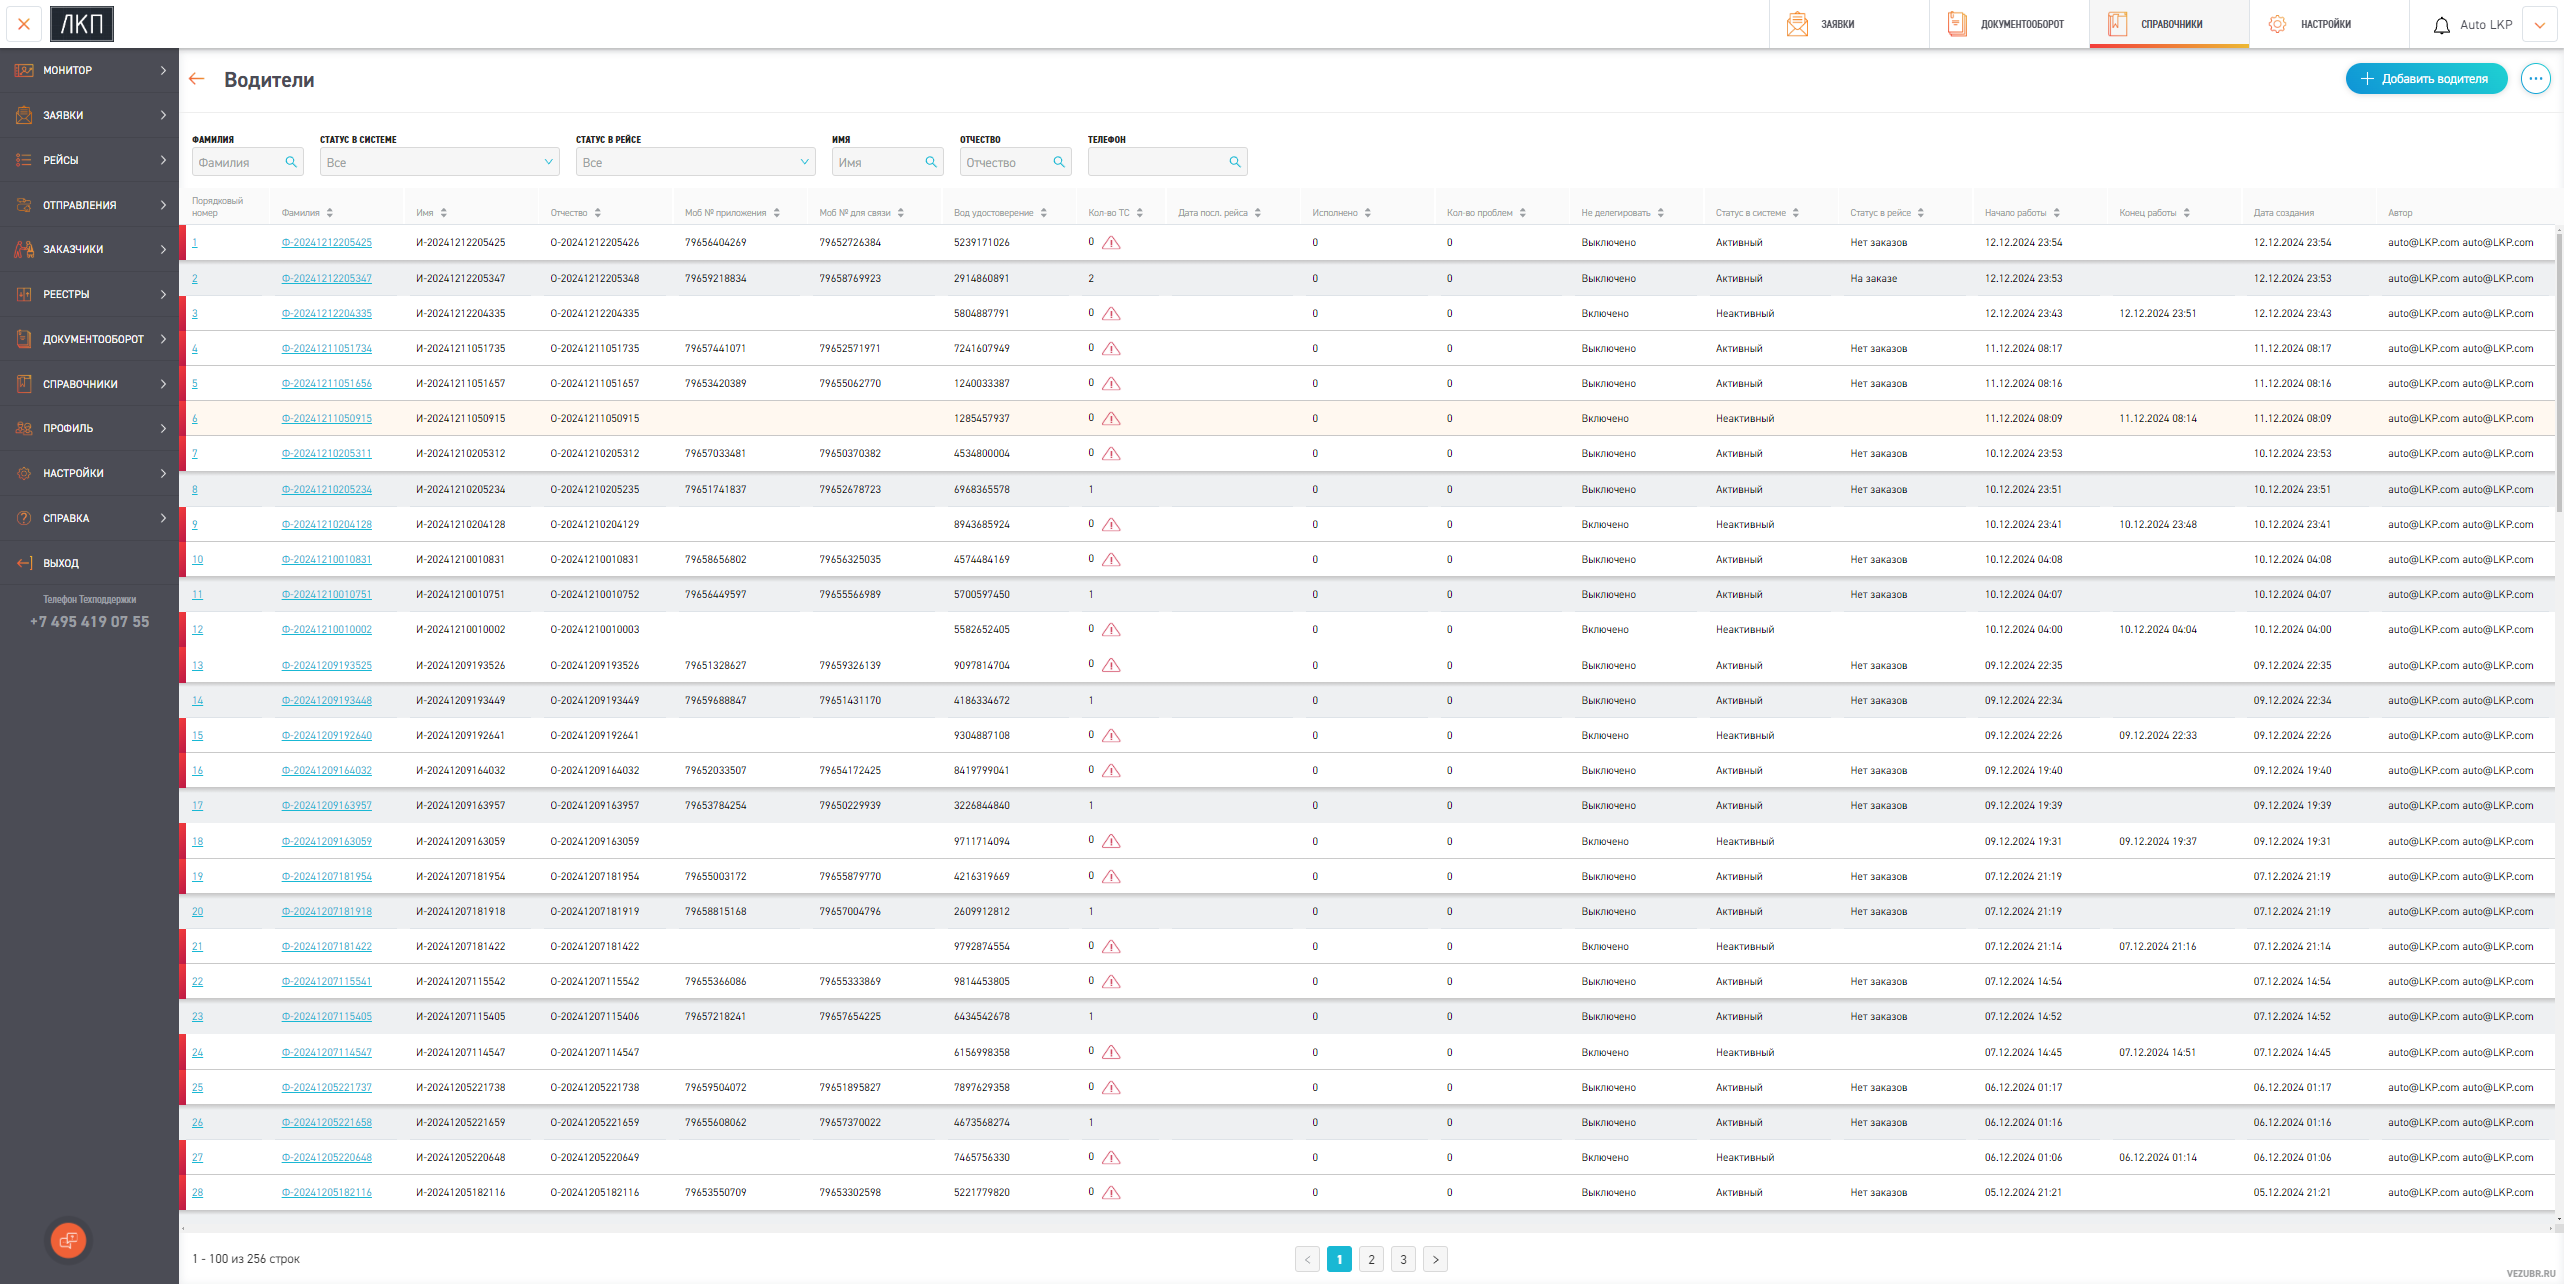 ЛКП
ЗАЯВКИ
ДОКУМЕНТООБОРОТ
СПРАВОЧНИКИ
НАСТРОЙКИ
Auto LKP
МОНИТОР
ЗАЯВКИ
РЕЙСЫ
ОТПРАВЛЕНИЯ
ЗАКАЗЧИКИ
РЕЕСТРЫ
ДОКУМЕНТООБОРОТ
СПРАВОЧНИКИ
ПРОФИЛЬ
НАСТРОЙКИ
СПРАВКА
ВЫХОД
Телефон Техподдержки
+7 495 419 07 55
Водители
Добавить водителя
ФАМИЛИЯ СТАТУС В СИСТЕМЕ СТАТУС В РЕЙСЕ ИМЯ ОТЧЕСТВО ТЕЛЕФОН
Фамилия Все Все Имя Отчество
Порядковый номер Фамилия Имя Отчество Моб № приложения Моб № для связи Вод удостоверение Кол-во ТС Дата посл. рейса Исполнено Кол-во проблем Не делегировать Статус в системе Статус в рейсе Начало работы Конец работы Дата создания Автор
1 Ф-20241212205425 И-20241212205425 О-20241212205426 79656404269 79652726384 5239171026 0 0 0 Выключено Активный Нет заказов 12.12.2024 23:54 12.12.2024 23:54 auto@LKP.com auto@LKP.com
2 Ф-20241212205347 И-20241212205347 О-20241212205348 79659218834 79658769923 2914860891 2 0 0 Выключено Активный На заказе 12.12.2024 23:53 12.12.2024 23:53 auto@LKP.com auto@LKP.com
3 Ф-20241212204335 И-20241212204335 О-20241212204335 5804887791 0 0 0 Включено Неактивный 12.12.2024 23:43 12.12.2024 23:51 12.12.2024 23:43 auto@LKP.com auto@LKP.com
4 Ф-20241211051734 И-20241211051735 О-20241211051735 79657441071 79652571971 7241607949 0 0 0 Выключено Активный Нет заказов 11.12.2024 08:17 11.12.2024 08:17 auto@LKP.com auto@LKP.com
5 Ф-20241211051656 И-20241211051657 О-20241211051657 79653420389 79655062770 1240033387 0 0 0 Выключено Активный Нет заказов 11.12.2024 08:16 11.12.2024 08:16 auto@LKP.com auto@LKP.com
6 Ф-20241211050915 И-20241211050915 О-20241211050915 1285457937 0 0 0 Включено Неактивный 11.12.2024 08:09 11.12.2024 08:14 11.12.2024 08:09 auto@LKP.com auto@LKP.com
7 Ф-20241210205311 И-20241210205312 О-20241210205312 79657033481 79650370382 4534800004 0 0 0 Выключено Активный Нет заказов 10.12.2024 23:53 10.12.2024 23:53 auto@LKP.com auto@LKP.com
8 Ф-20241210205234 И-20241210205234 О-20241210205235 79651741837 79652678723 6968365578 1 0 0 Выключено Активный Нет заказов 10.12.2024 23:51 10.12.2024 23:51 auto@LKP.com auto@LKP.com
9 Ф-20241210204128 И-20241210204128 О-20241210204129 8943685924 0 0 0 Включено Неактивный 10.12.2024 23:41 10.12.2024 23:48 10.12.2024 23:41 auto@LKP.com auto@LKP.com
10 Ф-20241210010831 И-20241210010831 О-20241210010831 79658656802 79656325035 4574484169 0 0 0 Выключено Активный Нет заказов 10.12.2024 04:08 10.12.2024 04:08 auto@LKP.com auto@LKP.com
11 Ф-20241210010751 И-20241210010751 О-20241210010752 79656449597 79655566989 5700597450 1 0 0 Выключено Активный Нет заказов 10.12.2024 04:07 10.12.2024 04:07 auto@LKP.com auto@LKP.com
12 Ф-20241210010002 И-20241210010002 О-20241210010003 5582652405 0 0 0 Включено Неактивный 10.12.2024 04:00 10.12.2024 04:04 10.12.2024 04:00 auto@LKP.com auto@LKP.com
13 Ф-20241209193525 И-20241209193526 О-20241209193526 79651328627 79659326139 9097814704 0 0 0 Выключено Активный Нет заказов 09.12.2024 22:35 09.12.2024 22:35 auto@LKP.com auto@LKP.com
14 Ф-20241209193448 И-20241209193449 О-20241209193449 79659688847 79651431170 4186334672 1 0 0 Выключено Активный Нет заказов 09.12.2024 22:34 09.12.2024 22:34 auto@LKP.com auto@LKP.com
15 Ф-20241209192640 И-20241209192641 О-20241209192641 9304887108 0 0 0 Включено Неактивный 09.12.2024 22:26 09.12.2024 22:33 09.12.2024 22:26 auto@LKP.com auto@LKP.com
16 Ф-20241209164032 И-20241209164032 О-20241209164032 79652033507 79654172425 8419799041 0 0 0 Выключено Активный Нет заказов 09.12.2024 19:40 09.12.2024 19:40 auto@LKP.com auto@LKP.com
17 Ф-20241209163957 И-20241209163957 О-20241209163957 79653784254 79650229939 3226844840 1 0 0 Выключено Активный Нет заказов 09.12.2024 19:39 09.12.2024 19:39 auto@LKP.com auto@LKP.com
18 Ф-20241209163059 И-20241209163059 О-20241209163059 9711714094 0 0 0 Включено Неактивный 09.12.2024 19:31 09.12.2024 19:37 09.12.2024 19:31 auto@LKP.com auto@LKP.com
19 Ф-20241207181954 И-20241207181954 О-20241207181954 79655003172 79655879770 4216319669 0 0 0 Выключено Активный Нет заказов 07.12.2024 21:19 07.12.2024 21:19 auto@LKP.com auto@LKP.com
20 Ф-20241207181918 И-20241207181918 О-20241207181919 79658815168 79657004796 2609912812 1 0 0 Выключено Активный Нет заказов 07.12.2024 21:19 07.12.2024 21:19 auto@LKP.com auto@LKP.com
21 Ф-20241207181422 И-20241207181422 О-20241207181422 9792874554 0 0 0 Включено Неактивный 07.12.2024 21:14 07.12.2024 21:16 07.12.2024 21:14 auto@LKP.com auto@LKP.com
22 Ф-20241207115541 И-20241207115542 О-20241207115542 79655366086 79655333869 9814453805 0 0 0 Выключено Активный Нет заказов 07.12.2024 14:54 07.12.2024 14:54 auto@LKP.com auto@LKP.com
23 Ф-20241207115405 И-20241207115405 О-20241207115406 79657218241 79657654225 6434542678 1 0 0 Выключено Активный Нет заказов 07.12.2024 14:52 07.12.2024 14:52 auto@LKP.com auto@LKP.com
24 Ф-20241207114547 И-20241207114547 О-20241207114547 6156998358 0 0 0 Включено Неактивный 07.12.2024 14:45 07.12.2024 14:51 07.12.2024 14:45 auto@LKP.com auto@LKP.com
25 Ф-20241205221737 И-20241205221738 О-20241205221738 79659504072 79651895827 7897629358 0 0 0 Выключено Активный Нет заказов 06.12.2024 01:17 06.12.2024 01:17 auto@LKP.com auto@LKP.com
26 Ф-20241205221658 И-20241205221659 О-20241205221659 79655608062 79657370022 4673568274 1 0 0 Выключено Активный Нет заказов 06.12.2024 01:16 06.12.2024 01:16 auto@LKP.com auto@LKP.com
27 Ф-20241205220648 И-20241205220648 О-20241205220649 7465756330 0 0 0 Включено Неактивный 06.12.2024 01:06 06.12.2024 01:14 06.12.2024 01:06 auto@LKP.com auto@LKP.com
28 Ф-20241205182116 И-20241205182116 О-20241205182116 79653550709 79653302598 5221779820 0 0 0 Выключено Активный Нет заказов 05.12.2024 21:21 05.12.2024 21:21 auto@LKP.com auto@LKP.com
1 - 100 из 256 строк
< 1 2 3 >
VEZUBR.RU